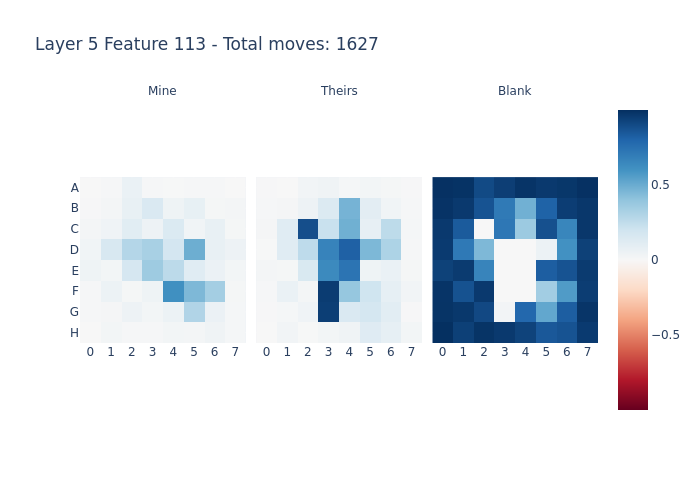 Layer 5 Feature 113 - Total moves: 1627
Mine Theirs Blank
A
B
C
D
E
F
G
H
0 1 2 3 4 5 6 7 0 1 2 3 4 5 6 7 0 1 2 3 4 5 6 7
0.5
0
−0.5